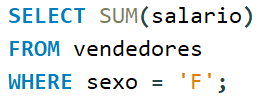 SELECT SUM(salario)
FROM vendedores
WHERE sexo = 'F';